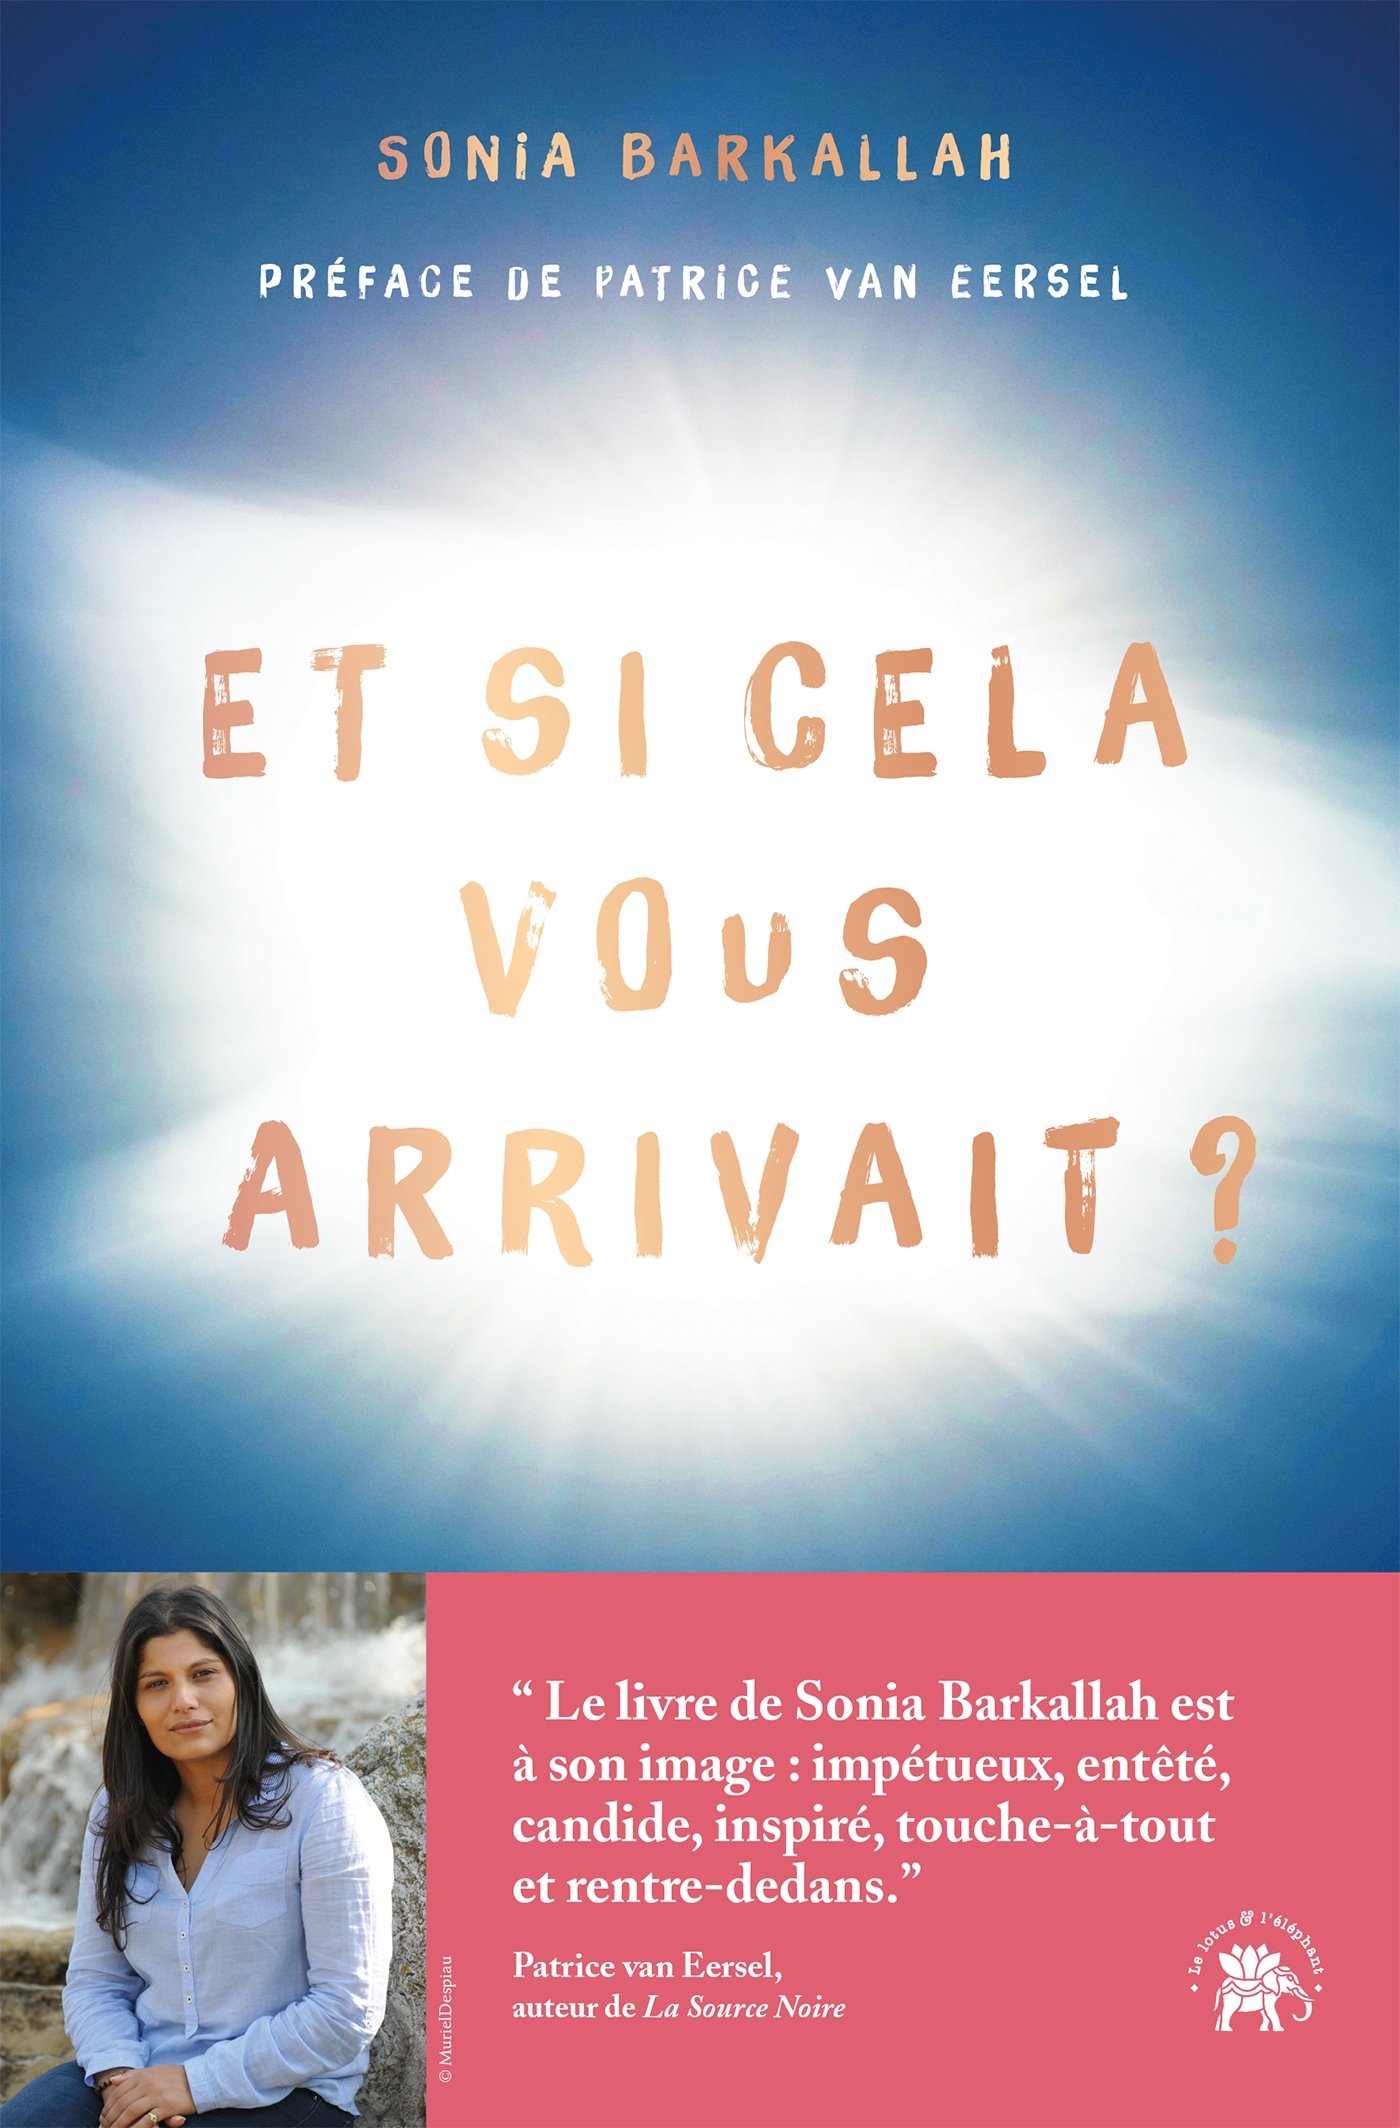 SONiA BARKALLAH
PRÉFACE DE PATRiCE VAN EERSEL
ET SI CELA
VOUS
ARRIVAIT ?
“ Le livre de Sonia Barkallah est
à son image : impétueux, entêté,
candide, inspiré, touche-à-tout
et rentre-dedans.”
Patrice van Eersel,
auteur de La Source Noire
© MurielDespiau
• Le lotus & l'éléphant •